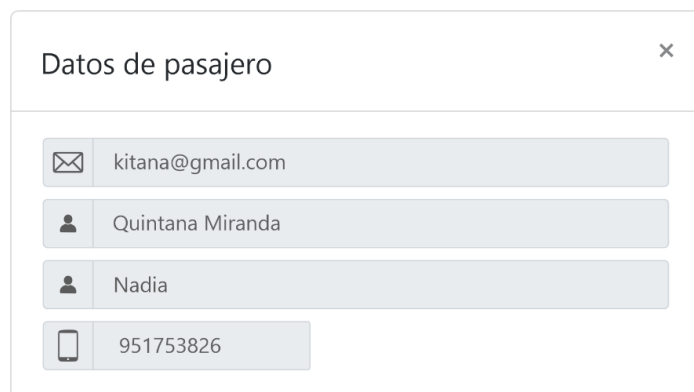 Datos de pasajero
kitana@gmail.com
Quintana Miranda
Nadia
951753826